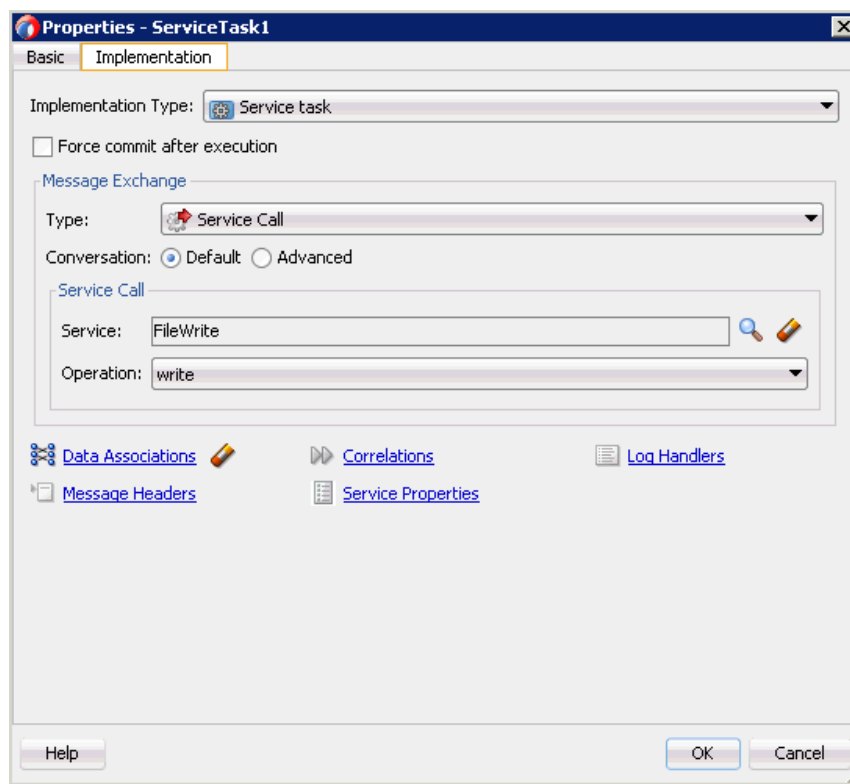 Properties - ServiceTask1
Basic Implementation
Implementation Type: Service task
Force commit after execution
Message Exchange
Type: Service Call
Conversation: Default Advanced
Service Call
Service: FileWrite
Operation: write
Data Associations Correlations Log Handlers
Message Headers Service Properties
Help OK Cancel